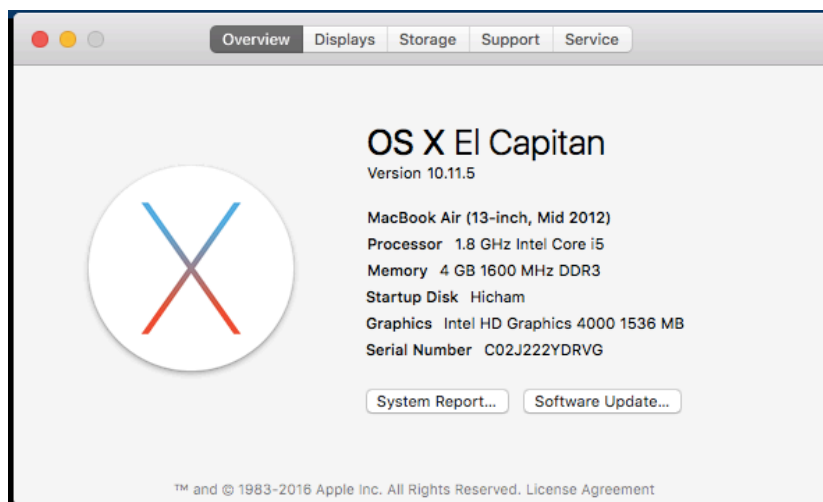 Overview Displays Storage Support Service
OS X El Capitan
Version 10.11.5
MacBook Air (13-inch, Mid 2012)
Processor 1.8 GHz Intel Core i5
Memory 4 GB 1600 MHz DDR3
Startup Disk Hicham
Graphics Intel HD Graphics 4000 1536 MB
Serial Number C02J222YDRVG
System Report... Software Update...
™ and © 1983-2016 Apple Inc. All Rights Reserved. License Agreement